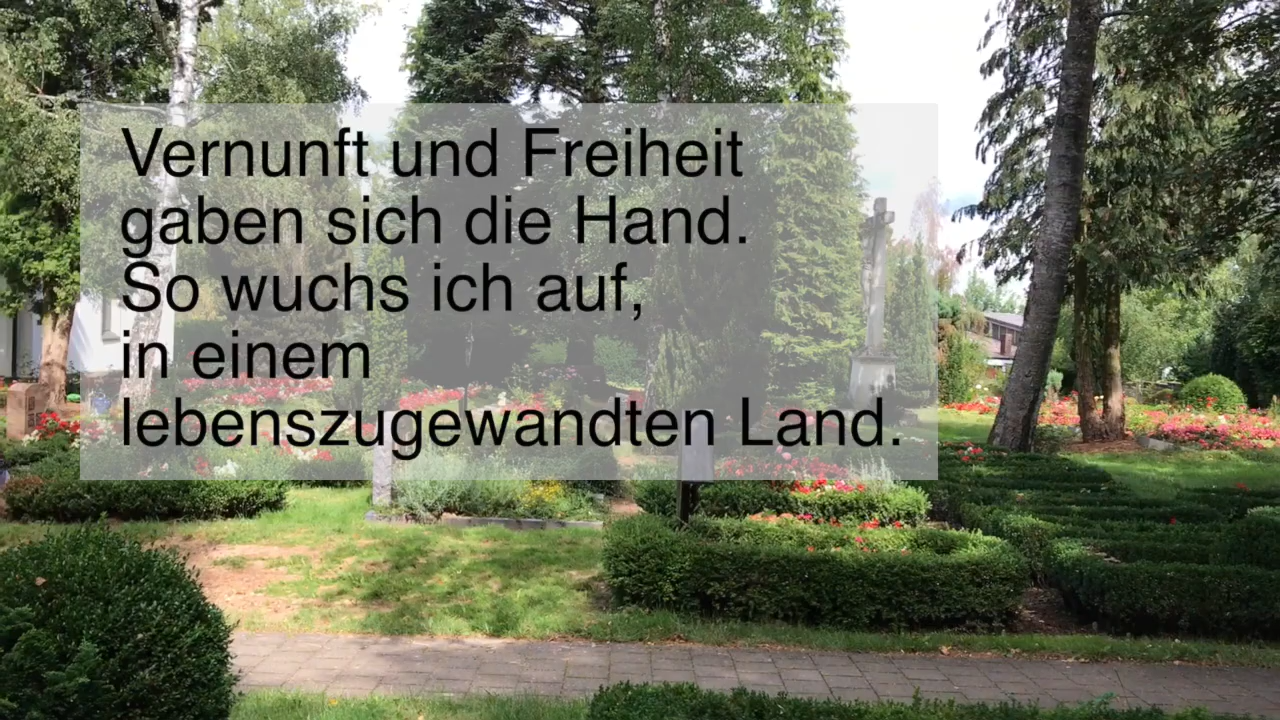 Vernunft und Freiheit
gaben sich die Hand.
So wuchs ich auf,
in einem
lebenszugewandten Land.